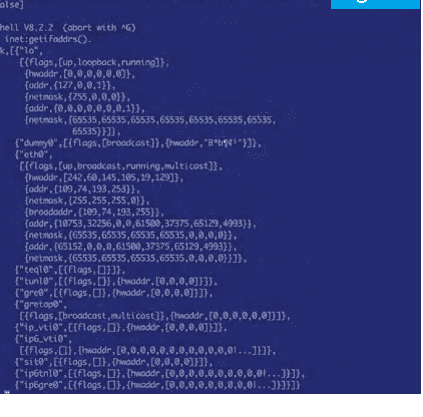 alse]
hell V8.2.2 (abort with ^G)
inet:getifaddrs().
k,[{"lo",
[{flags,[up,loopback,running]},
{hwaddr,[0,0,0,0,0,0]},
{addr,{127,0,0,1}},
{netmask,{255,0,0,0}},
{addr,{0,0,0,0,0,0,0,1}},
{netmask,{65535,65535,65535,65535,65535,65535,65535,
65535}}]},
{"dummy0",[{flags,[broadcast]},
{"eth0",
[{flags,[up,broadcast,running,multicast]},
{hwaddr,[242,60,145,105,19,129]},
{addr,{109,74,193,253}},
{netmask,{255,255,255,0}},
{broadaddr,{109,74,193,255}},
{addr,{10753,32256,0,0,61500,37375,65129,4993}},
{netmask,{65535,65535,65535,65535,0,0,0,0}},
{addr,{65152,0,0,0,61500,37375,65129,4993}},
{netmask,{65535,65535,65535,65535,0,0,0,0}}]},
{"teql0",[{flags,[]}]},
{"tunl0",[{flags,[]},{hwaddr,[0,0,0,0]}]},
{"gre0",[{flags,[]},{hwaddr,[0,0,0,0]}]},
{"gretap0",
[{flags,[broadcast,multicast]},{hwaddr,[0,0,0,0,0,0]}]},
{"ip_vti0",[{flags,[]},{hwaddr,[0,0,0,0]}]},
{"ip6_vti0",
[{flags,[]},{hwaddr,[0,0,0,0,0,0,0,0,0,0,0,0|...]}]},
{"sit0",[{flags,[]},{hwaddr,[0,0,0,0]}]},
{"ip6tnl0",[{flags,[]},{hwaddr,[0,0,0,0,0,0,0,0,0,0|...]}]},
{"ip6gre0",[{flags,[]},{hwaddr,[0,0,0,0,0,0,0,0,0|...]}]}]}